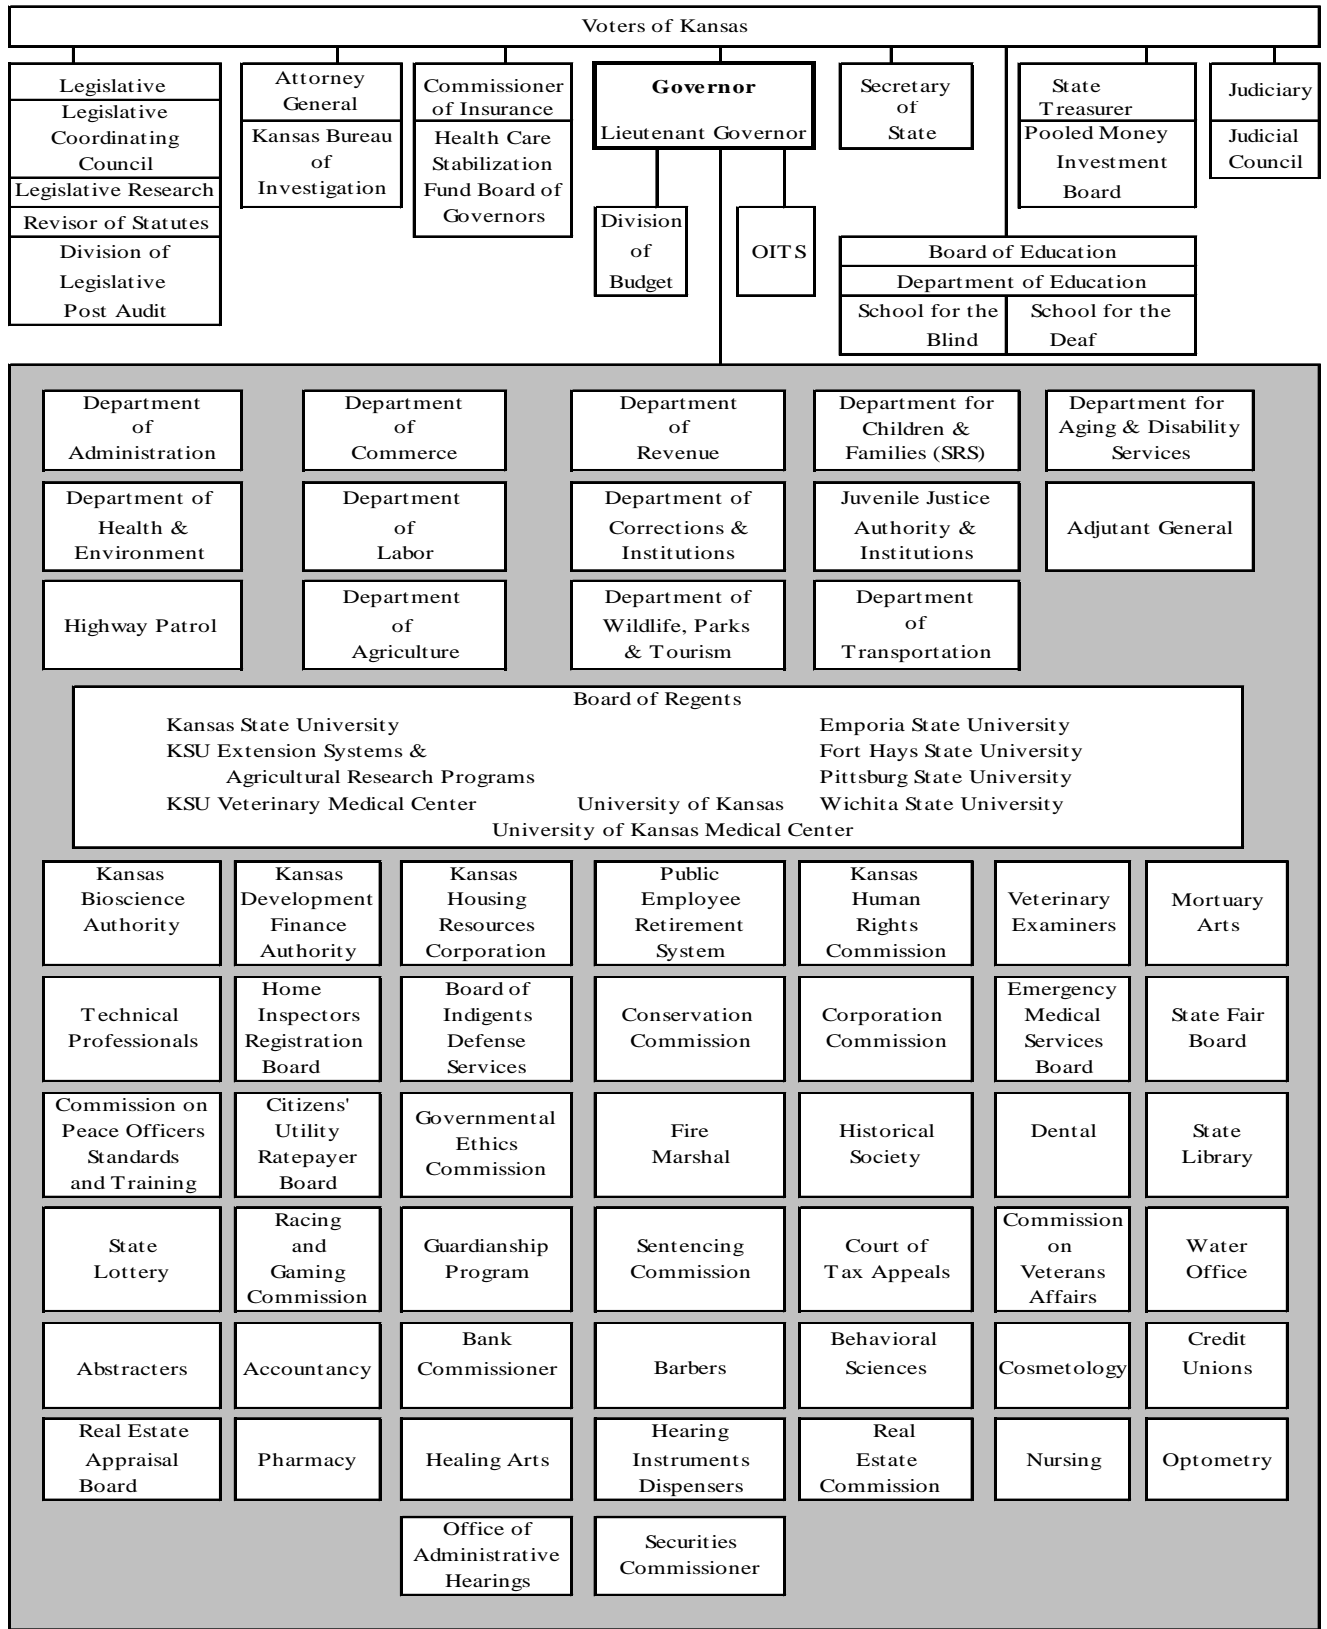 Voters of Kansas
Legislative
Legislative
Coordinating
Council
Legislative Research
Revisor of Statutes
Division of
Legislative
Post Audit
Attorney
General
Kansas Bureau
of
Investigation
Commissioner
of Insurance
Health Care
Stabilization
Fund Board of
Governors
Governor
Lieutenant Governor
Division
of
Budget
OITS
Secretary
of
State
State
Treasurer
Pooled Money
Investment
Board
Judiciary
Judicial
Council
Board of Education
Department of Education
School for the
Blind
School for the
Deaf
Department
of
Administration
Department
of
Commerce
Department
of
Revenue
Department for
Children &
Families (SRS)
Department for
Aging & Disability
Services
Department of
Health &
Environment
Department
of
Labor
Department of
Corrections &
Institutions
Juvenile Justice
Authority &
Institutions
Adjutant General
Highway Patrol
Department
of
Agriculture
Department of
Wildlife, Parks
& Tourism
Department
of
Transportation
Board of Regents
Kansas State University
KSU Extension Systems &
Agricultural Research Programs
KSU Veterinary Medical Center
University of Kansas
Emporia State University
Fort Hays State University
Pittsburg State University
Wichita State University
University of Kansas Medical Center
Kansas
Bioscience
Authority
Kansas
Development
Finance
Authority
Kansas
Housing
Resources
Corporation
Public
Employee
Retirement
System
Kansas
Human
Rights
Commission
Veterinary
Examiners
Mortuary
Arts
Technical
Professionals
Home
Inspectors
Registration
Board
Board of
Indigents
Defense
Services
Conservation
Commission
Corporation
Commission
Emergency
Medical
Services
Board
State Fair
Board
Commission on
Peace Officers
Standards
and Training
Citizens'
Utility
Ratepayer
Board
Governmental
Ethics
Commission
Fire
Marshal
Historical
Society
Dental
State
Library
State
Lottery
Racing
and
Gaming
Commission
Guardianship
Program
Sentencing
Commission
Court of
Tax Appeals
Commission
on
Veterans
Affairs
Water
Office
Abstracters
Accountancy
Bank
Commissioner
Barbers
Behavioral
Sciences
Cosmetology
Credit
Unions
Real Estate
Appraisal
Board
Pharmacy
Healing Arts
Hearing
Instruments
Dispensers
Real
Estate
Commission
Nursing
Optometry
Office of
Administrative
Hearings
Securities
Commissioner